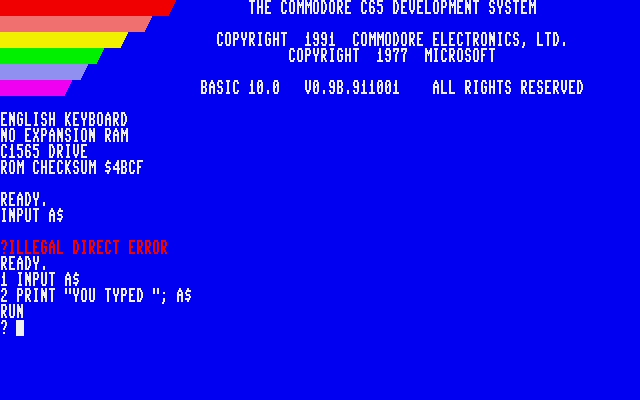 THE COMMODORE C65 DEVELOPMENT SYSTEM
COPYRIGHT 1991 COMMODORE ELECTRONICS, LTD.
COPYRIGHT 1977 MICROSOFT
BASIC 10.0 V0.9B.911001 ALL RIGHTS RESERVED
ENGLISH KEYBOARD
NO EXPANSION RAM
C1565 DRIVE
ROM CHECKSUM $4BCF
READY.
INPUT A$
?ILLEGAL DIRECT ERROR
READY.
1 INPUT A$
2 PRINT "YOU TYPED "; A$
RUN
?